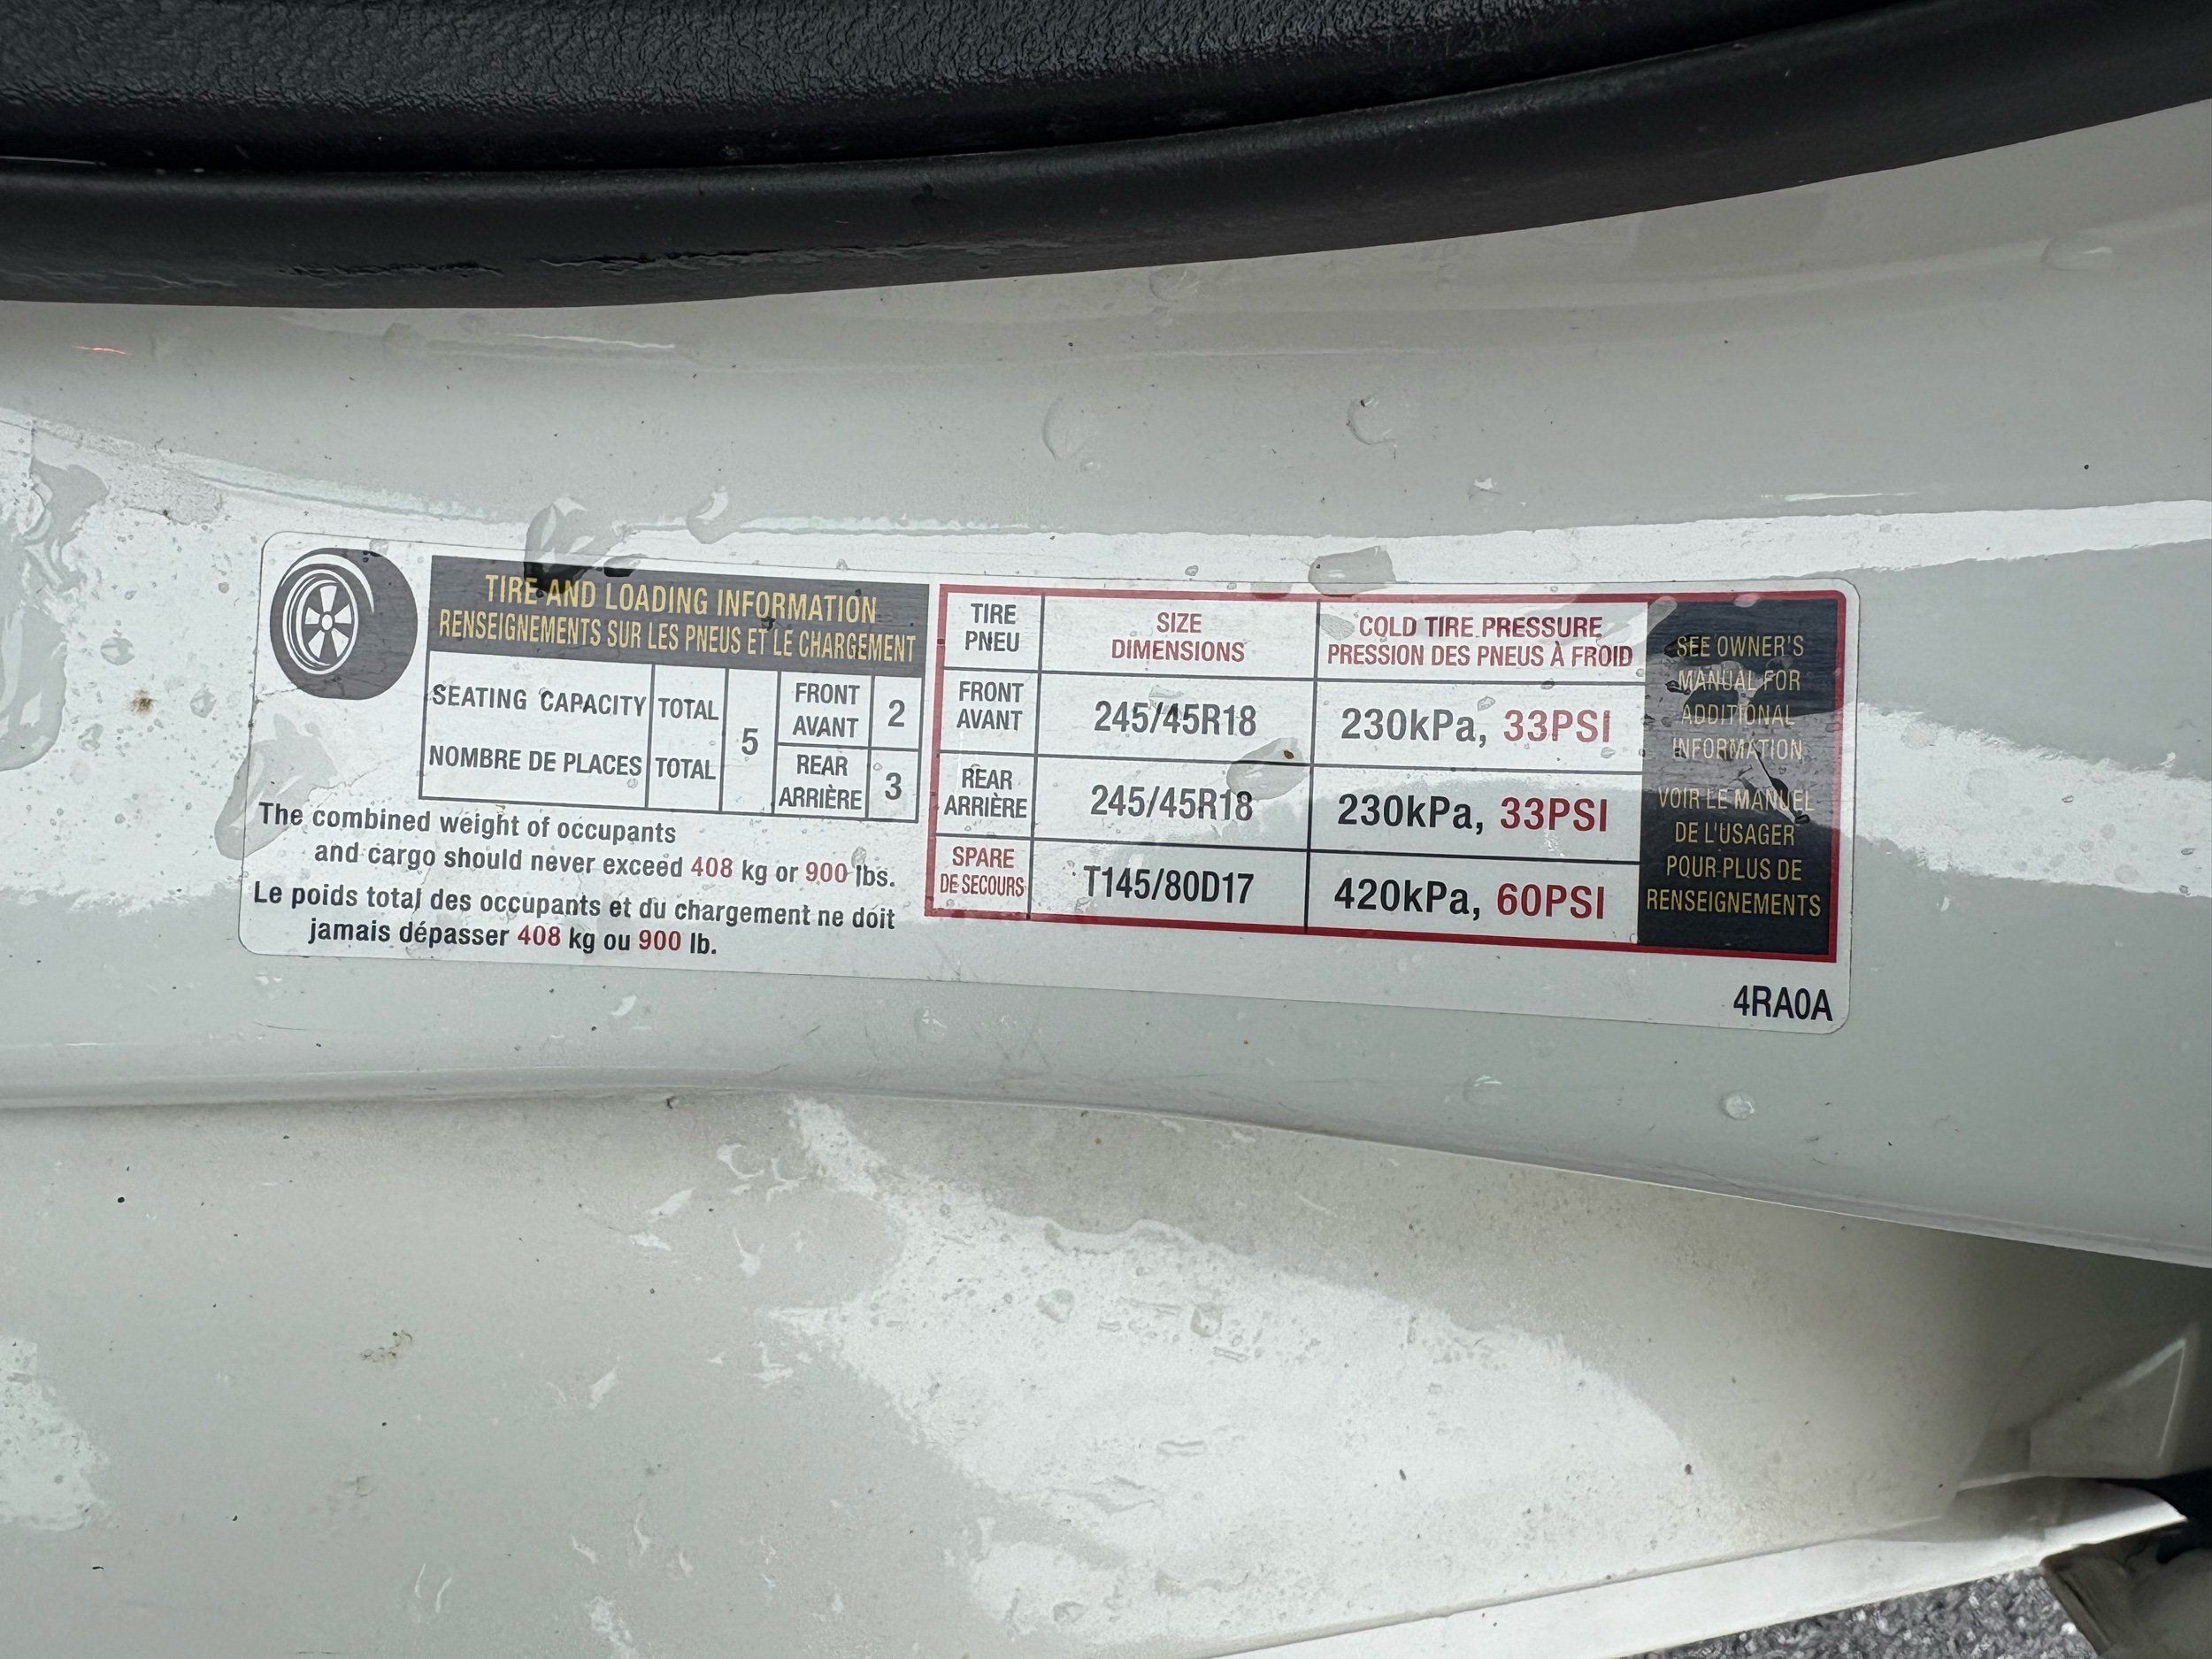 TIRE AND LOADING INFORMATION
RENSEIGNEMENTS SUR LES PNEUS ET LE CHARGEMENT
SEATING CAPACITY TOTAL 5 FRONT AVANT 2
NOMBRE DE PLACES TOTAL REAR ARRIÈRE 3
The combined weight of occupants
and cargo should never exceed 408 kg or 900 lbs.
Le poids total des occupants et du chargement ne doit
jamais dépasser 408 kg ou 900 lb.
TIRE PNEU SIZE DIMENSIONS COLD TIRE PRESSURE PRESSION DES PNEUS À FROID
FRONT AVANT 245/45R18 230kPa, 33PSI
REAR ARRIÈRE 245/45R18 230kPa, 33PSI
SPARE DE SECOURS T145/80D17 420kPa, 60PSI
SEE OWNER'S
MANUAL FOR
ADDITIONAL
INFORMATION
VOIR LE MANUEL
DE L'USAGER
POUR PLUS DE
RENSEIGNEMENTS
4RA0A